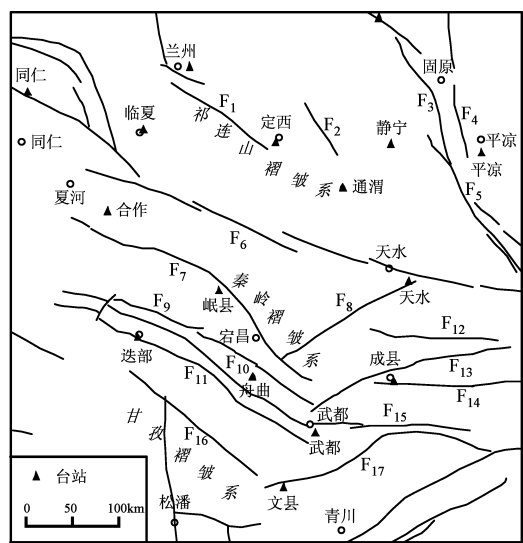 兰州
固原
同仁
F1
F3
F4
临夏
祁连山褶皱系
定西
F2
静宁
平凉
同仁
平凉
夏河
通渭
F5
合作
F6
天水
F7
秦岭褶皱系
天水
岷县
F9
F8
宕昌
F12
迭部
F10
成县
F13
F11
舟曲
F14
甘孜褶皱系
武都
F15
F16
武都
F17
台站
文县
0 50 100km
松潘
青川